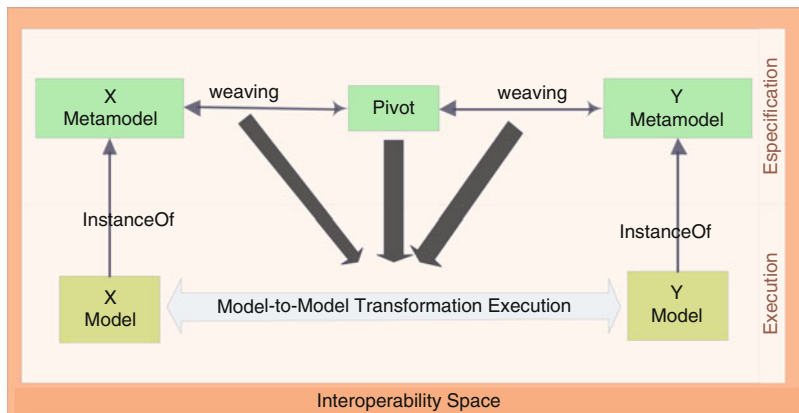 X
Metamodel
weaving
Pivot
weaving
Y
Metamodel
Especification
InstanceOf
InstanceOf
X
Model
Model-to-Model Transformation Execution
Y
Model
Execution
Interoperability Space